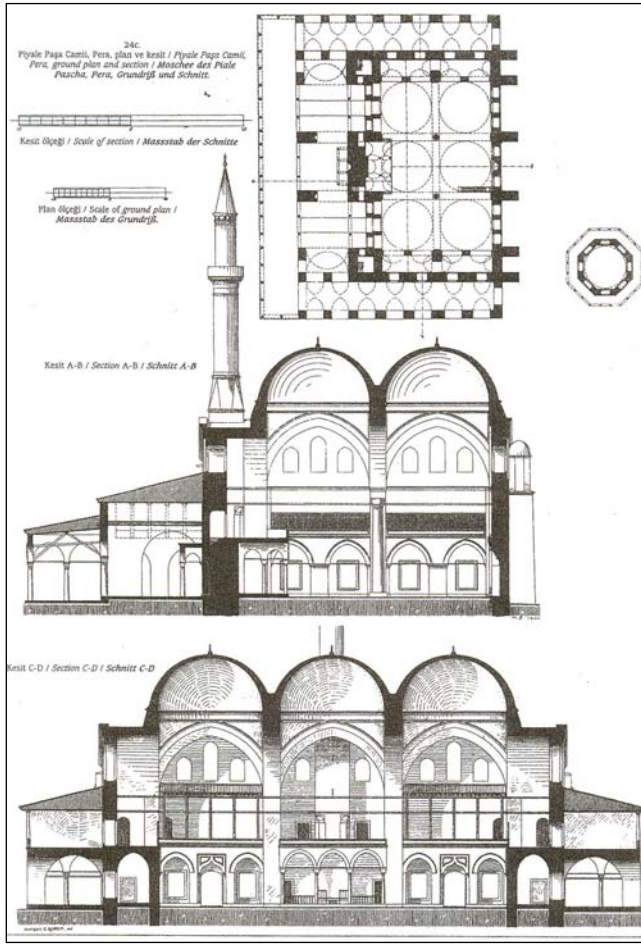 24c.
Piyale Paşa Camii, Pera, plan ve kesit / Piyale Paşa Camii,
Pera, ground plan and section / Moschee des Piale
Pascha, Pera, Grundriß und Schnitt.
Kesit ölçeği / Scale of section / Massstab der Schnitte
Plan ölçeği / Scale of ground plan /
Massstab des Grundriß.
Kesit A-B / Section A-B / Schnitt A-B
Kesit C-D / Section C-D / Schnitt C-D